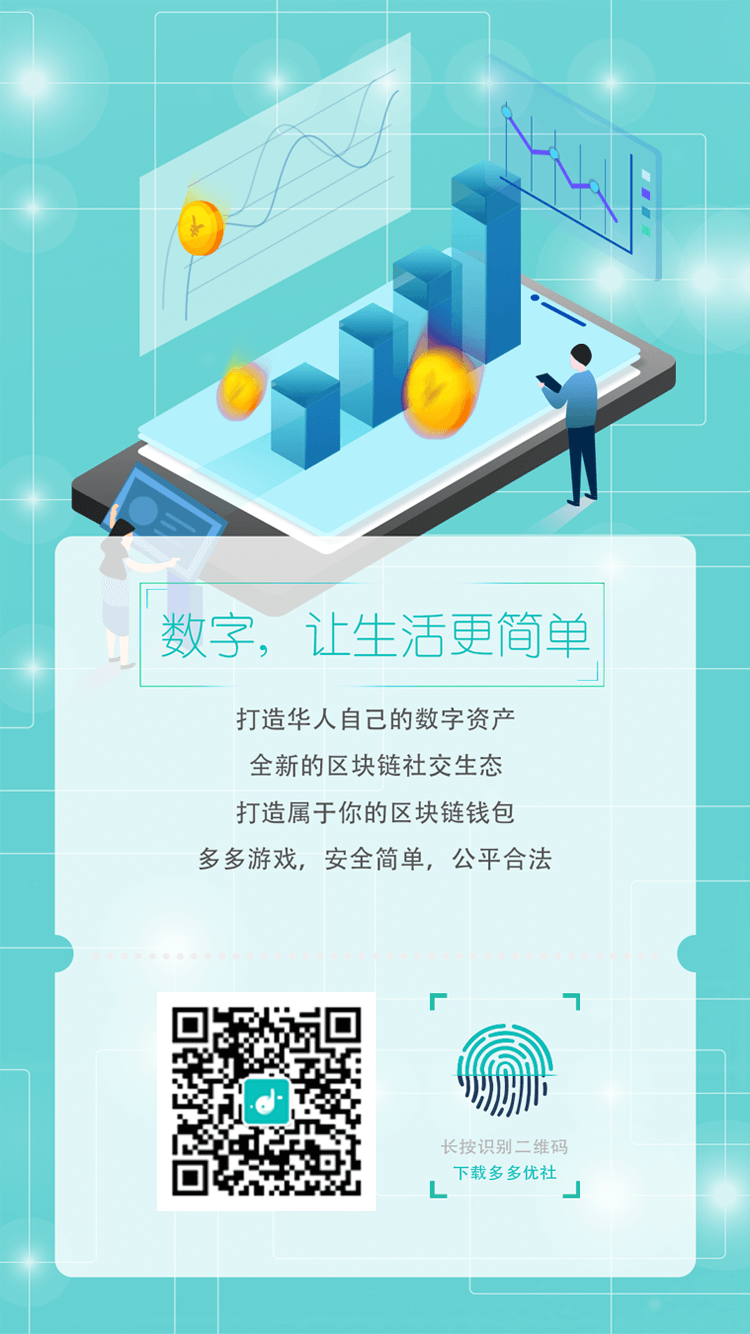 数字，让生活更简单
打造华人自己的数字资产
全新的区块链社交生态
打造属于你的区块链钱包
多多游戏，安全简单，公平合法
长按识别二维码
下载多多优社